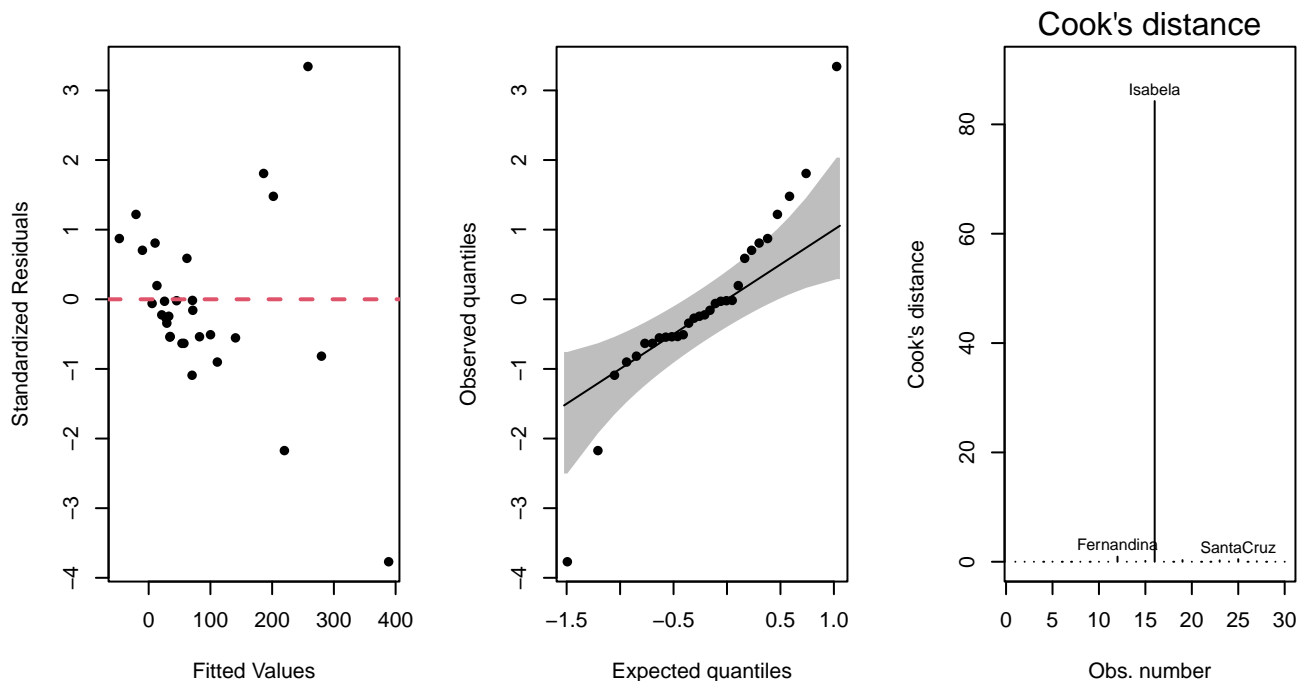 Standardized Residuals
3
2
1
0
−1
−2
−3
−4
0 100 200 300 400
Fitted Values
Observed quantiles
3
2
1
0
−1
−2
−3
−4
−1.5 −0.5 0.5 1.0
Expected quantiles
Cook's distance
Cook's distance
80
60
40
20
0
Isabela
Fernandina
SantaCruz
0 5 10 15 20 25 30
Obs. number